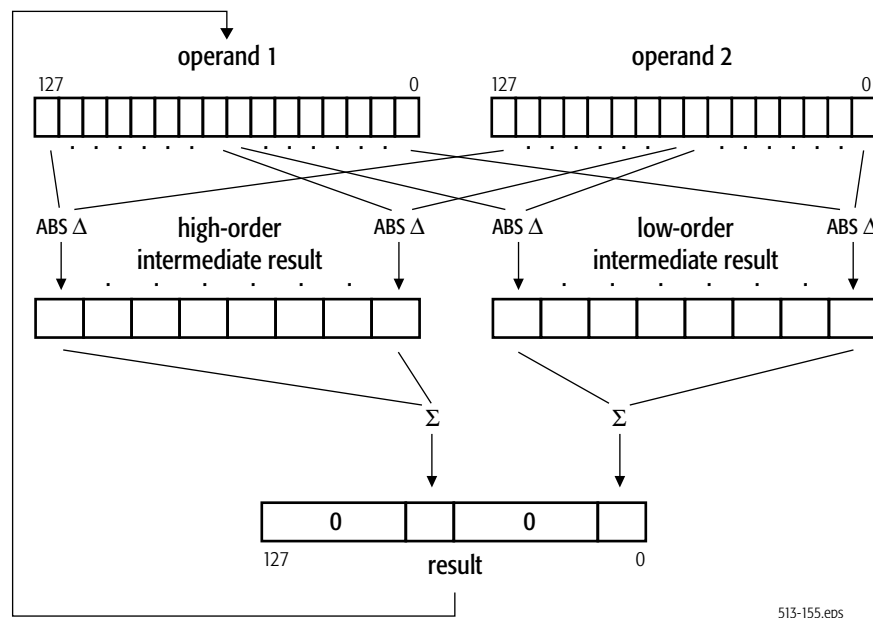 operand 1 operand 2
127 0 127 0
. . . . . . . . . . . . . . . . . . . . . . . .
ABS Δ high-order ABS Δ ABS Δ low-order ABS Δ
intermediate result intermediate result
. . . . . . . . . . . .
Σ Σ
0 0
127 result 0
513-155.eps